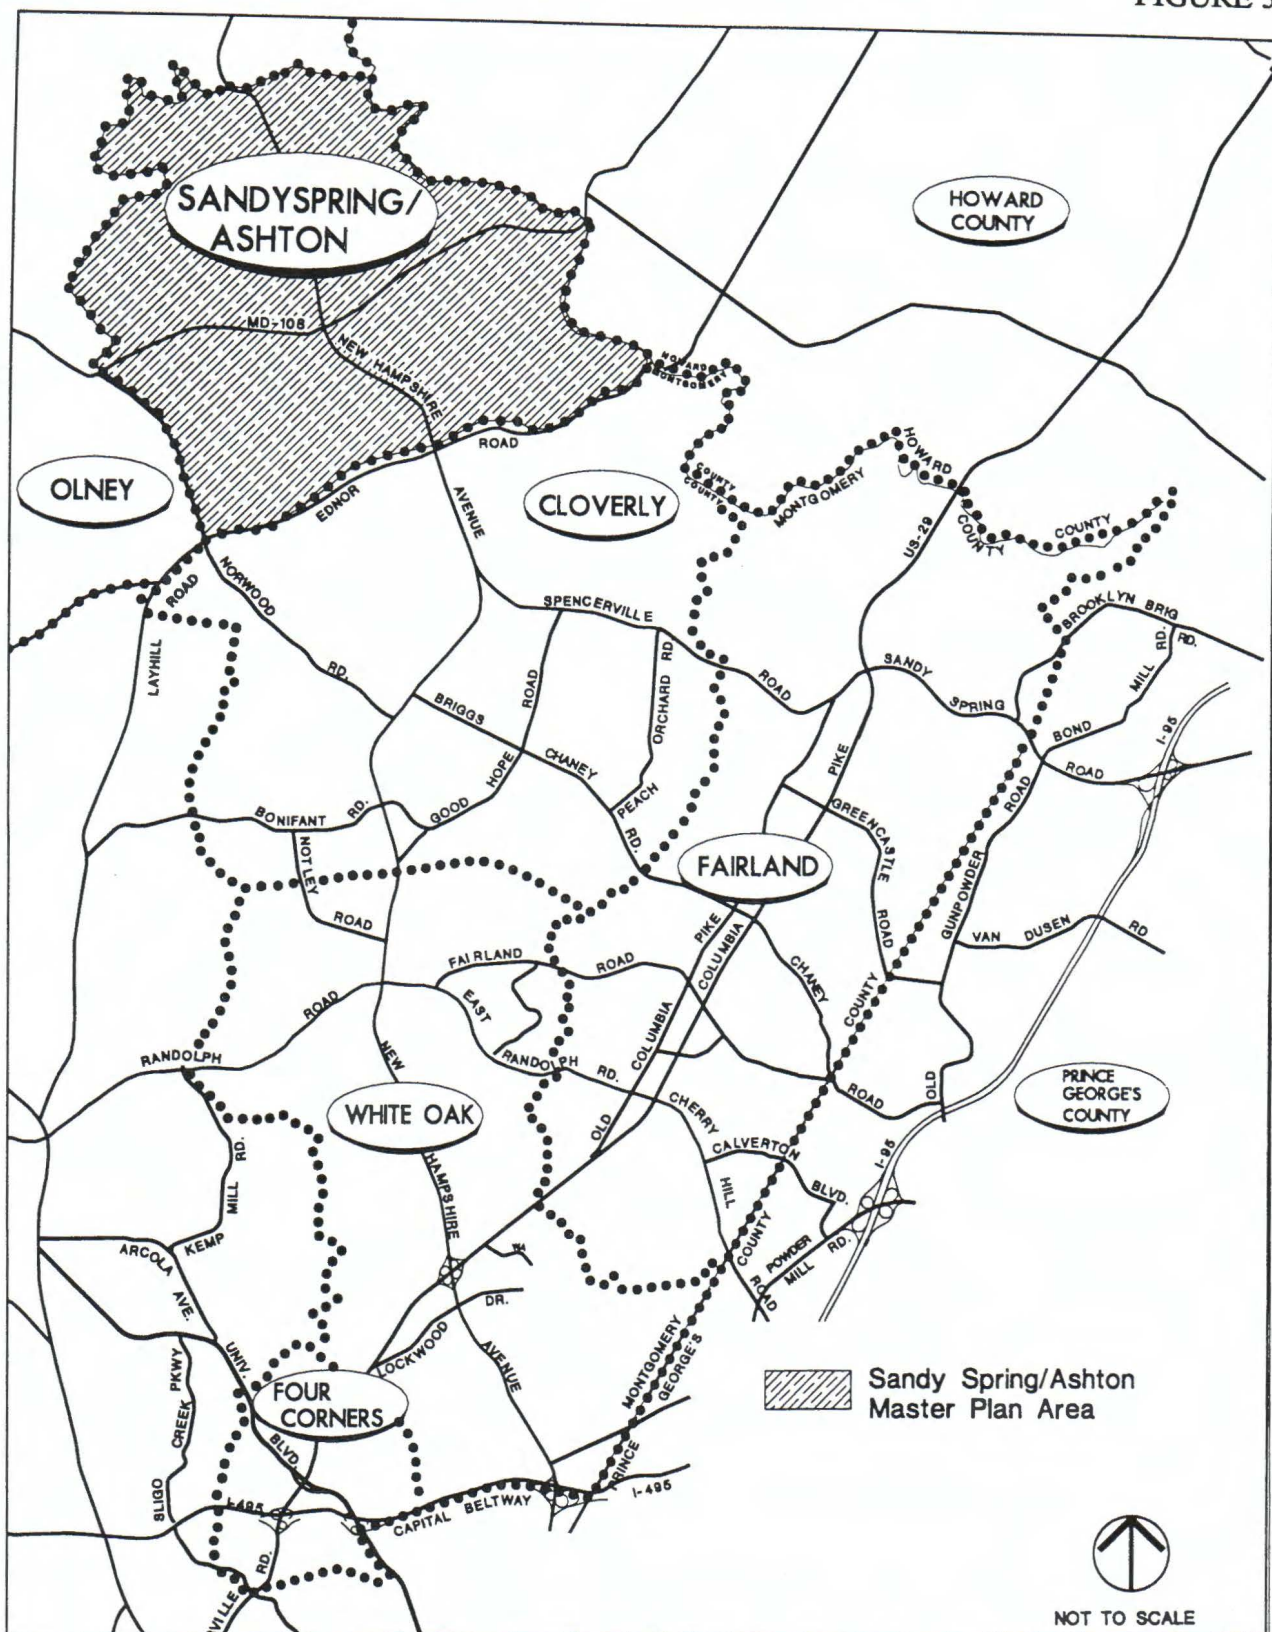 FIGURE
SANDYSPRING/
ASHTON
HOWARD
COUNTY
MD-108
NEW HAMPSHIRE
HOWARD
MONTGOMERY
ROAD
HOWARD
OLNEY
CLOVERLY
COUNTY
COUNTY
MONTGOMERY
EDNOR
AVENUE
US-29
COUNTY
COUNTY
ROAD
NORWOOD
SPENCERVILLE
BROOKLYN BRIG
RD.
LAYHILL
RD.
BRIGGS
ROAD
ORCHARD RD
ROAD
SANDY
SPRING
MILL RD.
BOND
I-95
ROAD
CHANEY
HOPE
GOOD
PEACH
RD.
PIKE
GREENCASTLE
ROAD
BONIFANT RD.
NOTLEY
ROAD
FAIRLAND
GUNPOWDER
ROAD
VAN DUSEN RD
PIKE
COLUMBIA
FAIRLAND ROAD
CHANEY
COUNTY
EAST
ROAD
RANDOLPH
RANDOLPH RD.
COLUMBIA
OLD
NEW
CHERRY
ROAD
OLD
PRINCE
GEORGE'S
COUNTY
WHITE OAK
CALVERTON
BLVD.
I-95
MILL RD.
HAMPSHIRE
HILL
COUNTY
ROAD
POWDER
MILL RD.
ARCOLA
AVE.
KEMP
DR.
LOCKWOOD
AVENUE
MONTGOMERY
GEORGE'S
PRINCE
UNIV.
BLVD.
FOUR
CORNERS
SLIGO CREEK PKWY
Sandy Spring/Ashton
Master Plan Area
I-495
CAPITAL BELTWAY
I-495
RD.
VILLE
NOT TO SCALE